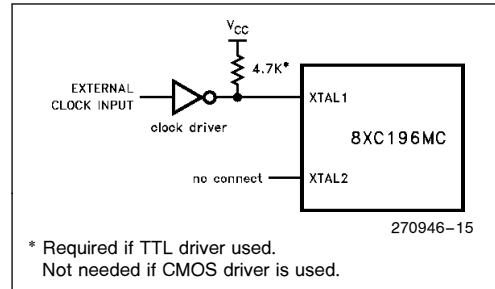 VCC
4.7K*
EXTERNAL
CLOCK INPUT
clock driver
XTAL1
8XC196MC
no connect
XTAL2
270946-15
* Required if TTL driver used.
Not needed if CMOS driver is used.